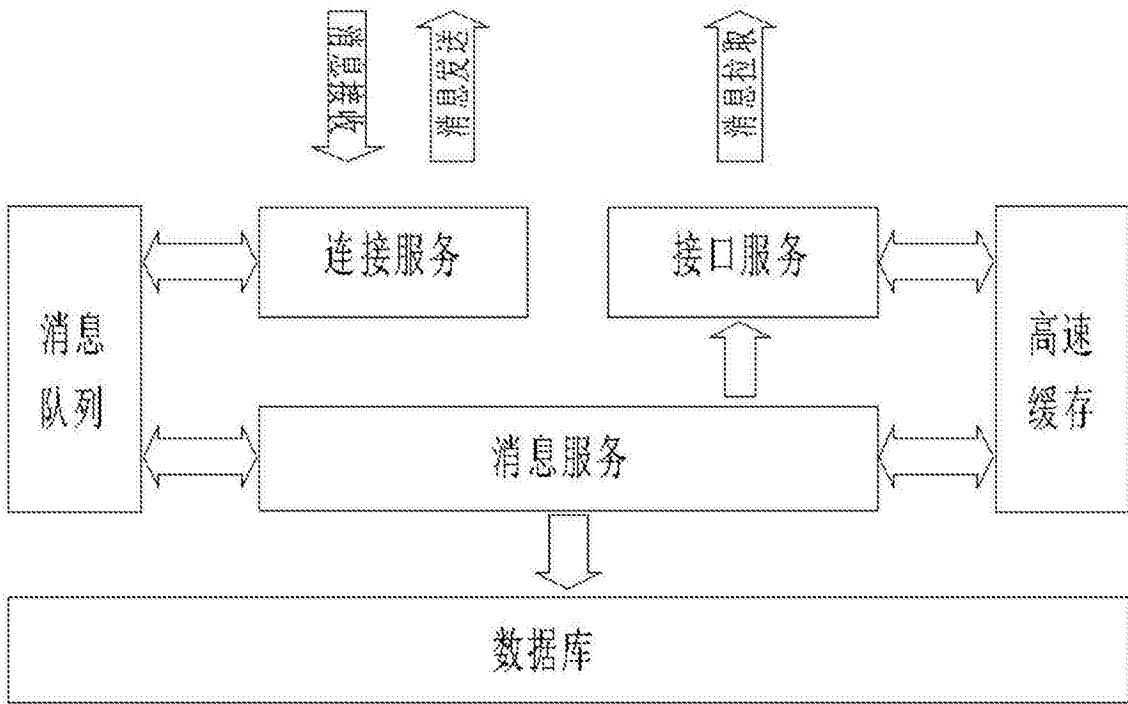 消息接收
消息发送
消息拉取
连接服务
接口服务
消息
队列
高速
缓存
消息服务
数据库